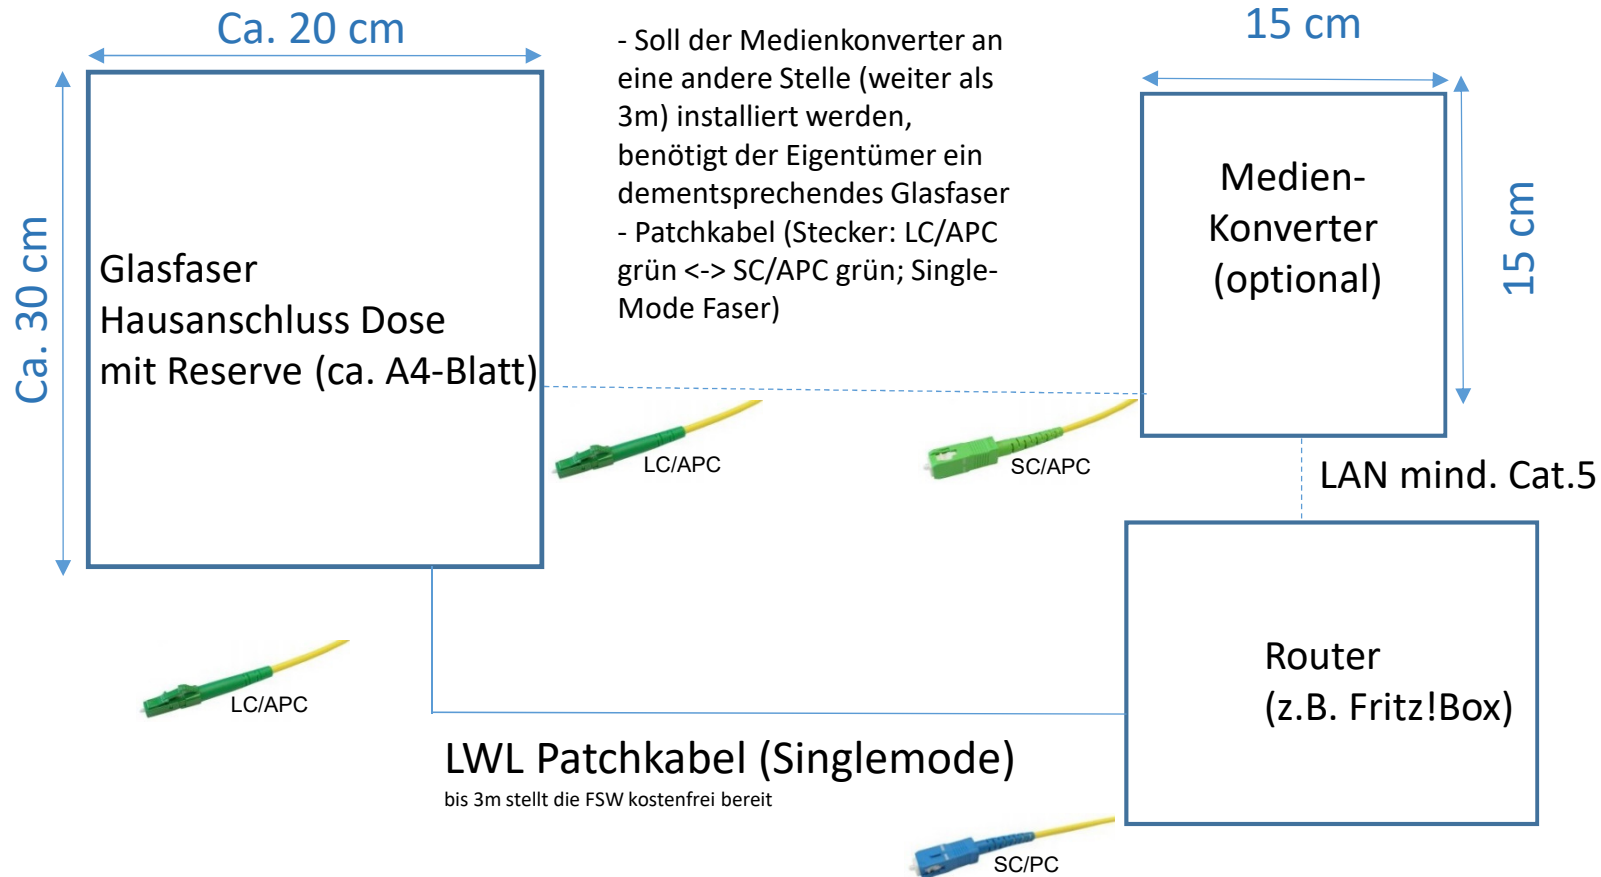 Ca. 20 cm
Ca. 30 cm
Glasfaser
Hausanschluss Dose
mit Reserve (ca. A4-Blatt)
- Soll der Medienkonverter an
eine andere Stelle (weiter als
3m) installiert werden,
benötigt der Eigentümer ein
dementsprechendes Glasfaser
- Patchkabel (Stecker: LC/APC
grün <-> SC/APC grün; Single-
Mode Faser)
15 cm
15 cm
Medien-
Konverter
(optional)
LC/APC
SC/APC
LAN mind. Cat.5
Router
(z.B. Fritz!Box)
LC/APC
LWL Patchkabel (Singlemode)
bis 3m stellt die FSW kostenfrei bereit
SC/PC